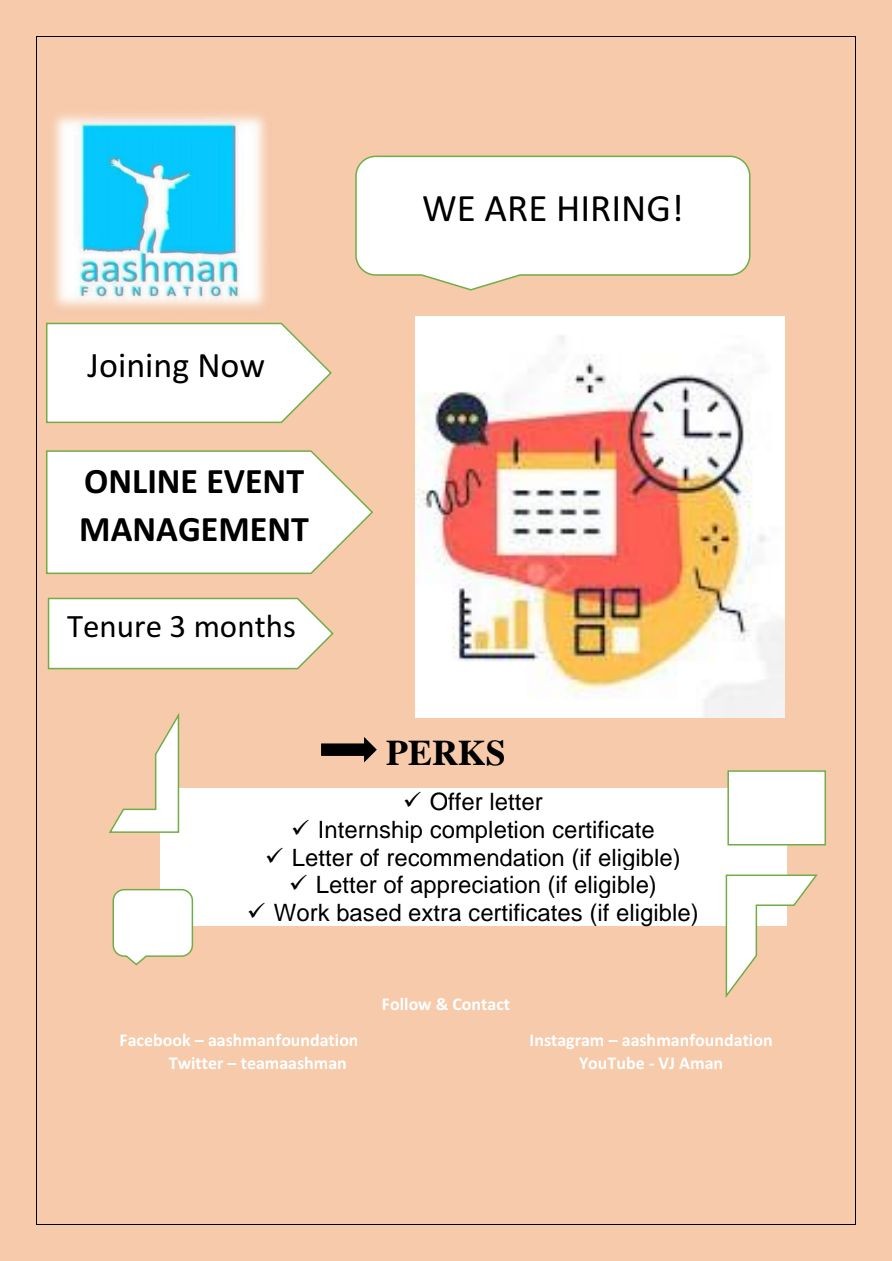 aashman
FOUNDATION
WE ARE HIRING!
Joining Now
ONLINE EVENT
MANAGEMENT
Tenure 3 months
PERKS
✓ Offer letter
✓ Internship completion certificate
✓ Letter of recommendation (if eligible)
✓ Letter of appreciation (if eligible)
✓ Work based extra certificates (if eligible)
Follow & Contact
Facebook – aashmanfoundation
Instagram – aashmanfoundation
Twitter – teamaashman
YouTube - VJ Aman